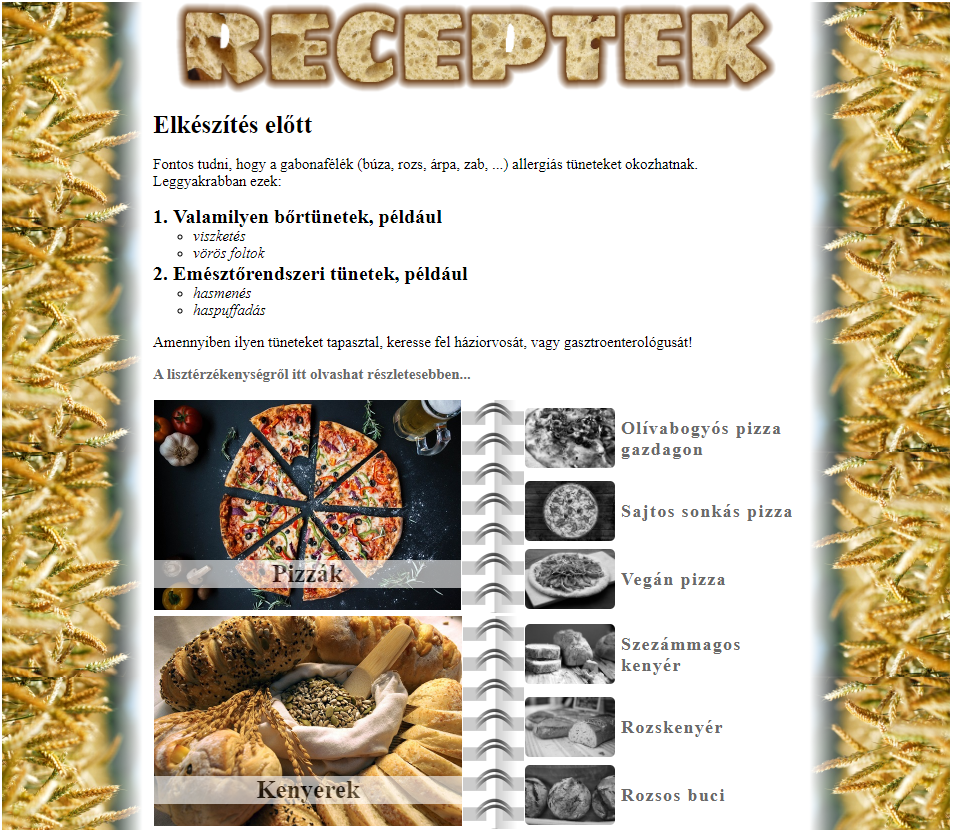 RECEPTEK
Elkészítés előtt
Fontos tudni, hogy a gabonafélék (búza, rozs, árpa, zab, ...) allergiás tüneteket okozhatnak.
Leggyakrabban ezek:
1. Valamilyen bőrtünetek, például
viszketés
vörös foltok
2. Emésztőrendszeri tünetek, például
hasmenés
haspuffadás
Amennyiben ilyen tüneteket tapasztal, keresse fel háziorvosát, vagy gasztroenterológusát!
A lisztérzékenységről itt olvashat részletesebben...
Pizzák
Olívabogyós pizza
gazdagon
Sajtos sonkás pizza
Vegán pizza
Kenyerek
Szezámmagos
kenyér
Rozskenyér
Rozsos buci